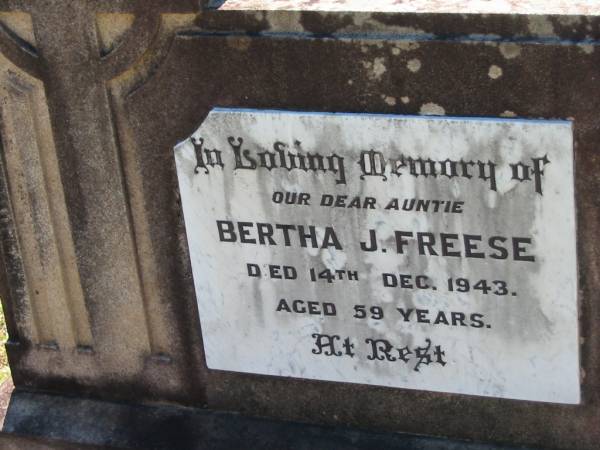 In Loving Memory of
OUR DEAR AUNTIE
BERTHA J. FREESE
DIED 14TH DEC. 1943.
AGED 59 YEARS.
At Rest